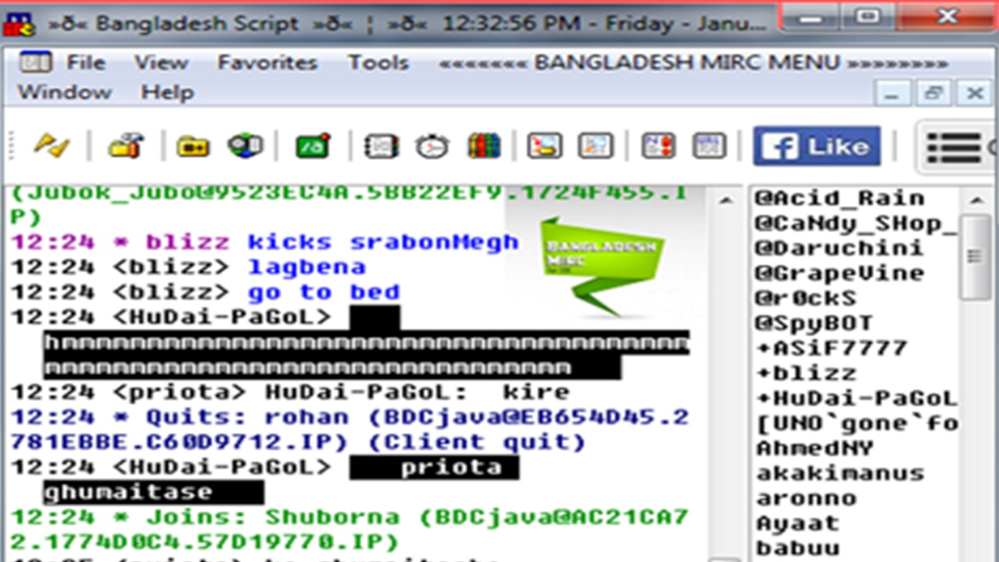 »ð« Bangladesh Script »ð« ¦ »ð« 12:32:56 PM - Friday - Janu...
File View Favorites Tools ««««««« BANGLADESH MIRC MENU »»»»»»»»
Window Help
Like
(Jubok_Jubo@9523EC4A.5BB22EF9.1724F455.I
P)
12:24 * blizz kicks srabonMegh
12:24 <blizz> lagbena
12:24 <blizz> go to bed
12:24 <HuDai-PaGoL>
12:24 <priota> HuDai-PaGoL: kire
12:24 * Quits: rohan (BDCjava@EB654D45.2
781EBBE.C60D9712.IP) (Client quit)
12:24 <HuDai-PaGoL> priota
ghumaitase
12:24 * Joins: Shuborna (BDCjava@AC21CA7
2.1774D0C4.57D19770.IP)
BANGLADESH
MIRC
@Acid_Rain
@CaNdy_SHop_
@Daruchini
@GrapeVine
@r0ckS
@SpyBOT
+ASiF7777
+blizz
+HuDai-PaGoL
[UNO`gone`fo
AhmedNY
akakimanus
aronno
Ayaat
babuu